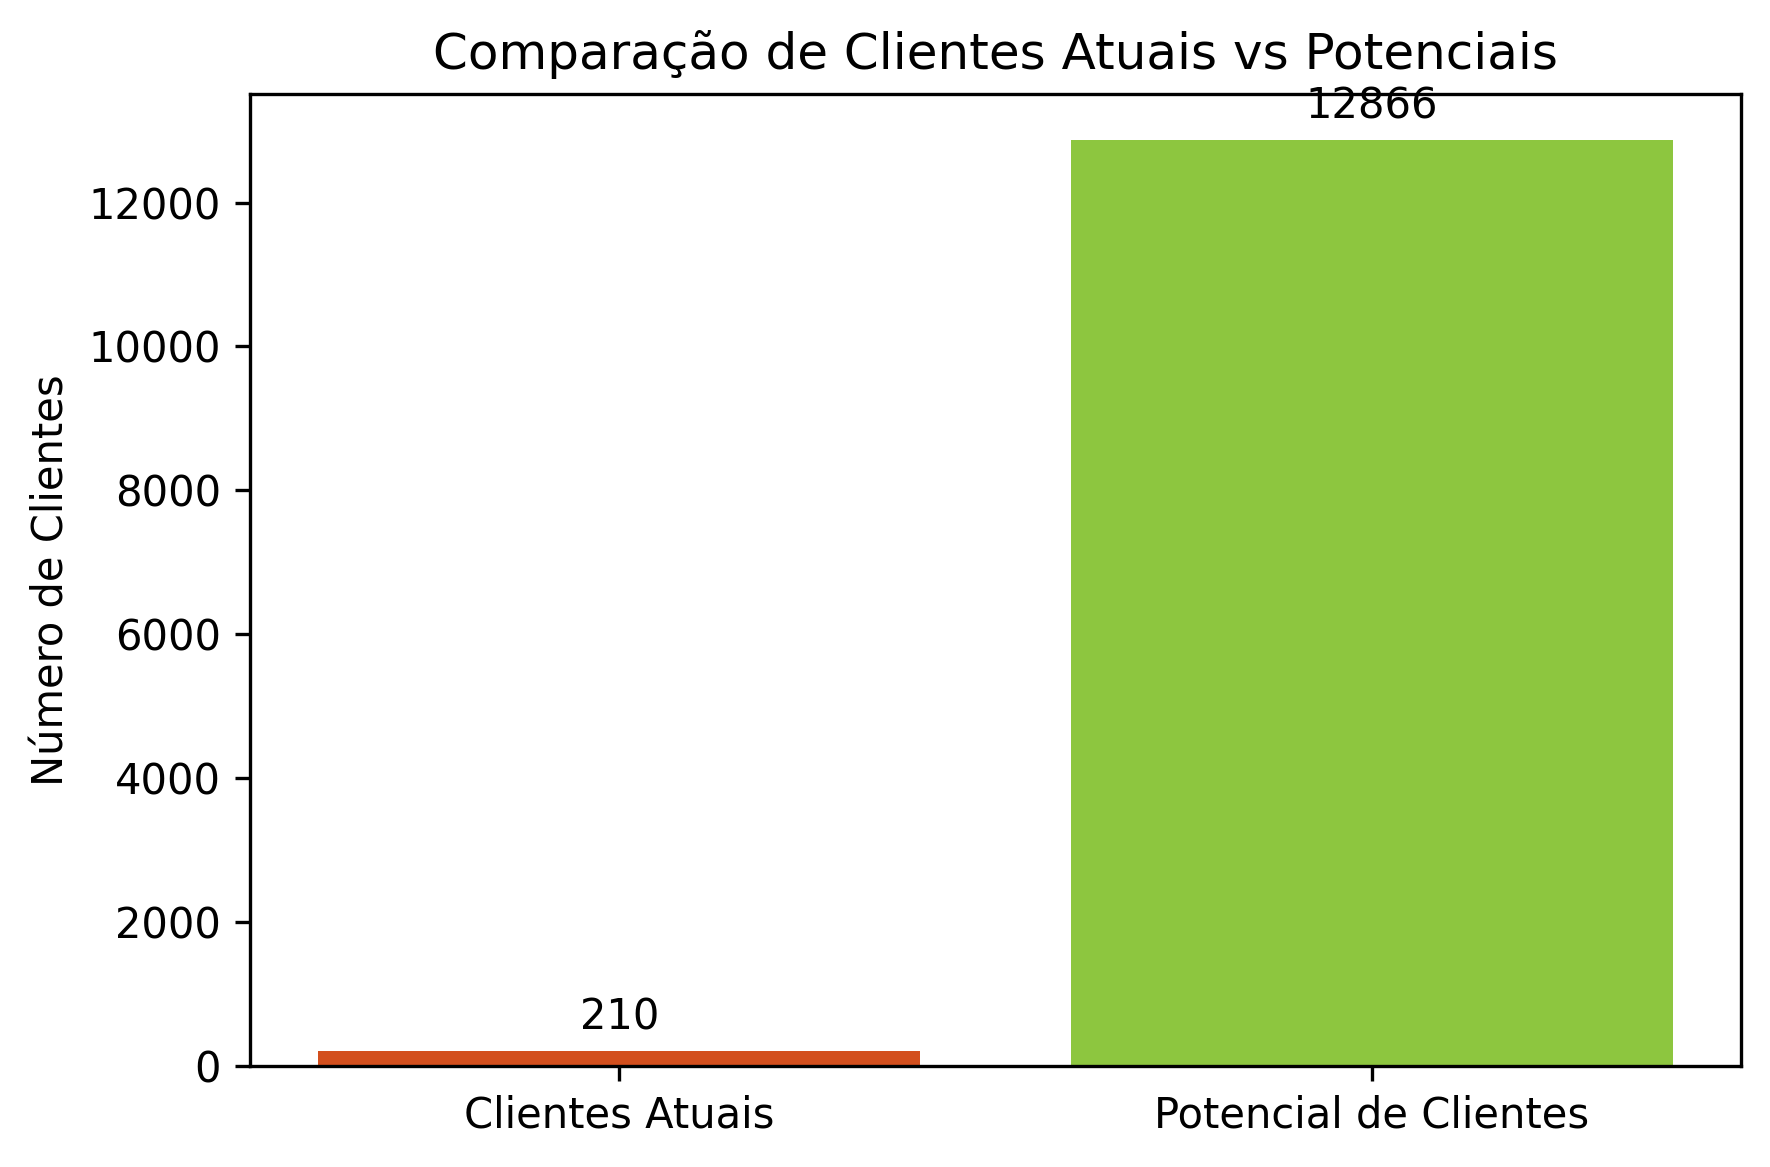 Comparação de Clientes Atuais vs Potenciais
12866
12000
10000
8000
6000
4000
2000
0
Número de Clientes
210
Clientes Atuais
Potencial de Clientes